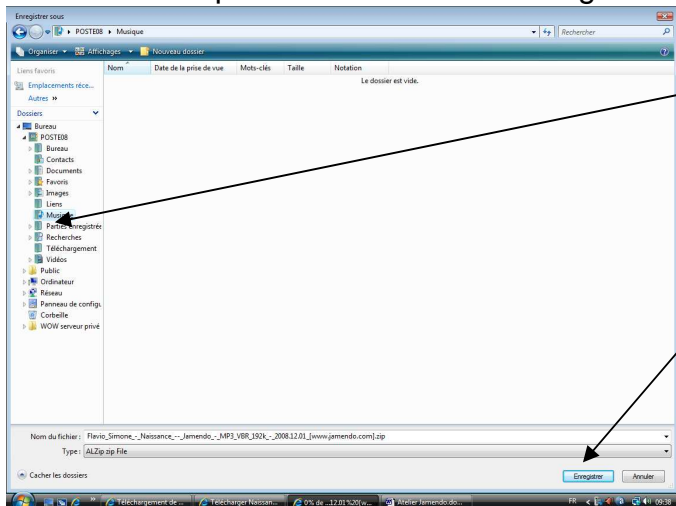 Enregistrer sous
POSTE08 ▸ Musique
Rechercher
Organiser
Affichages
Nouveau dossier
Liens favoris
Emplacements réce...
Autres »
Nom
Date de la prise de vue
Mots-clés
Taille
Notation
Le dossier est vide.
Dossiers
Bureau
POSTE08
Bureau
Contacts
Documents
Favoris
Images
Liens
Musique
Parties enregistrée
Recherches
Téléchargement
Vidéos
Public
Ordinateur
Réseau
Panneau de configu
Corbeille
WOW serveur privé
Nom du fichier : Flavio_Simone_-_Naissance_--_Jamendo_-_MP3_VBR_192k_-_2008.12.01_[www.jamendo.com].zip
Type : ALZip zip File
Cacher les dossiers
Enregistrer
Annuler
Téléchargement de ...
Télécharger Naissan...
0% de ...12.01%20(w...
Atelier Jamendo.do...
FR
09:38